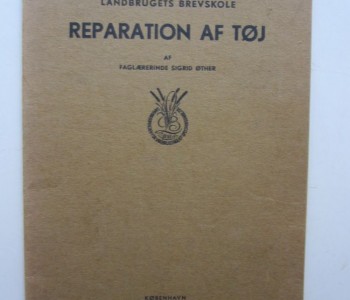 LANDBRUGETS BREVSKOLE
REPARATION AF TØJ
AF
FAGLÆRERINDE SIGRID ØTHER
KØBENHAVN